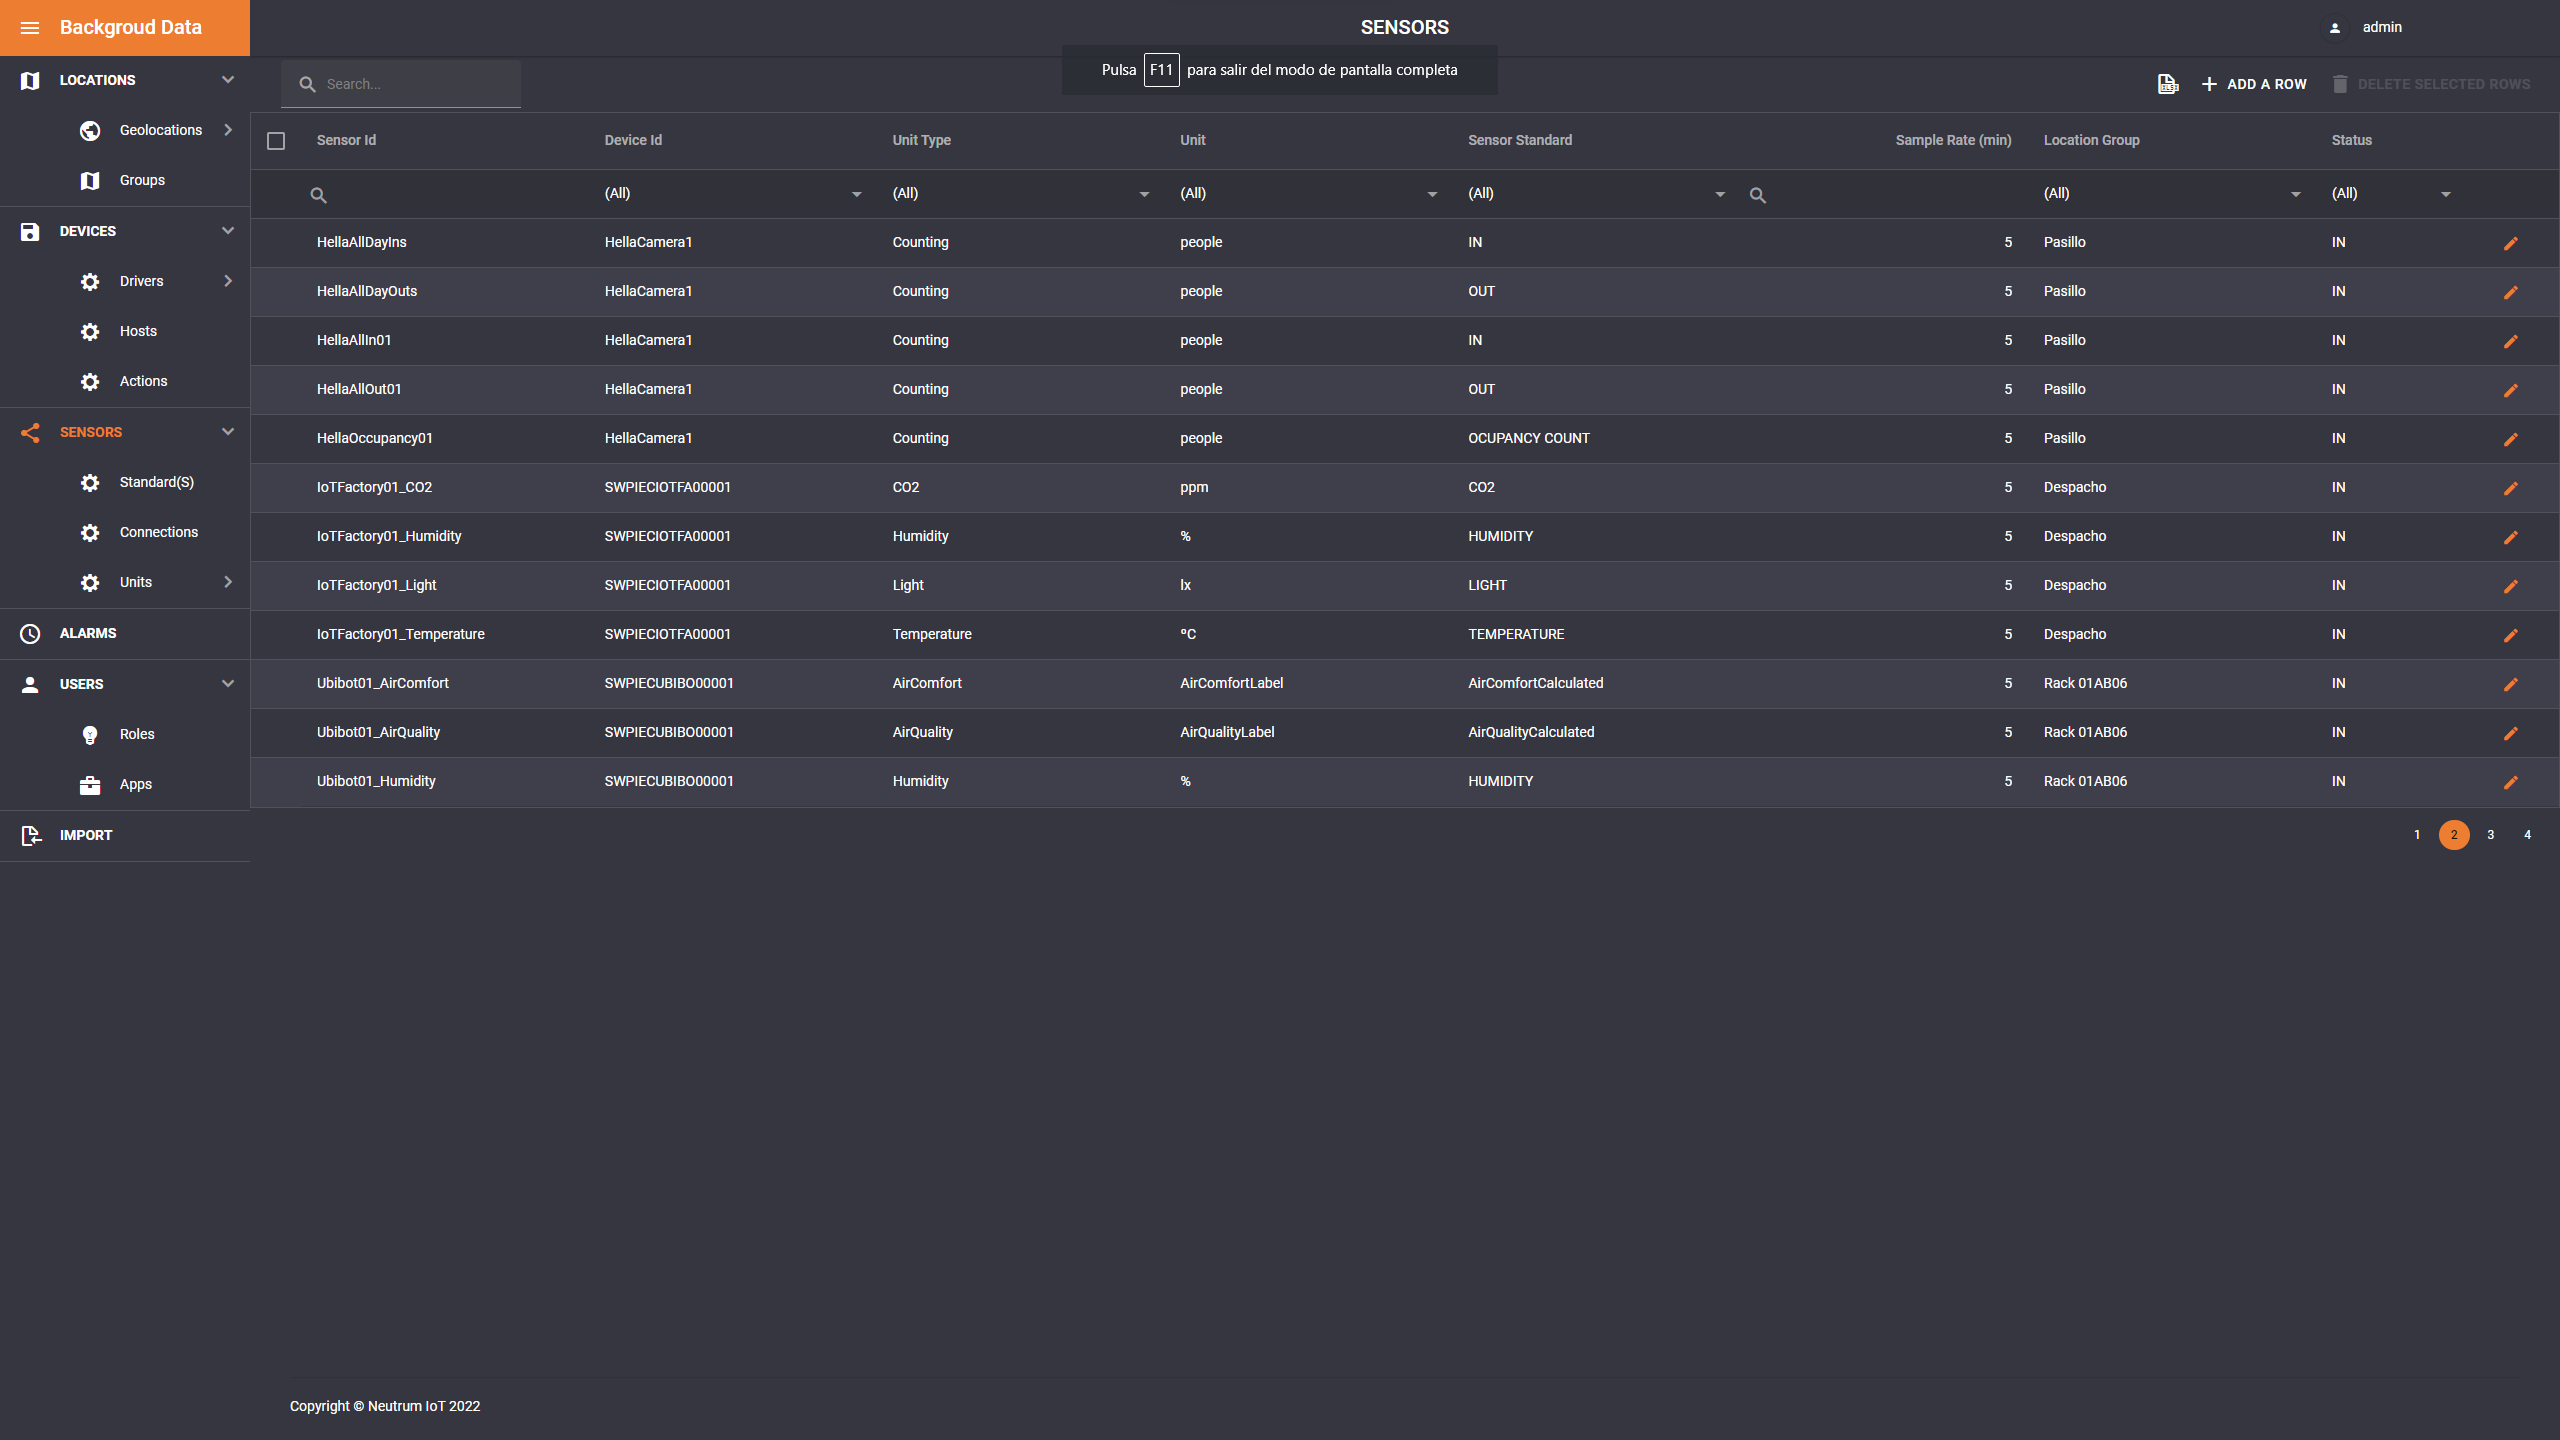 Backgroud Data
SENSORS
admin
Pulsa F11 para salir del modo de pantalla completa
LOCATIONS
Geolocations
Groups
DEVICES
Drivers
Hosts
Actions
SENSORS
Standard(S)
Connections
Units
ALARMS
USERS
Roles
Apps
IMPORT
Search...
ADD A ROW
DELETE SELECTED ROWS
Sensor Id Device Id Unit Type Unit Sensor Standard Sample Rate (min) Location Group Status
(All) (All) (All) (All) (All) (All)
HellaAllDayIns HellaCamera1 Counting people IN 5 Pasillo IN
HellaAllDayOuts HellaCamera1 Counting people OUT 5 Pasillo IN
HellaAllIn01 HellaCamera1 Counting people IN 5 Pasillo IN
HellaAllOut01 HellaCamera1 Counting people OUT 5 Pasillo IN
HellaOccupancy01 HellaCamera1 Counting people OCUPANCY COUNT 5 Pasillo IN
IoTFactory01_CO2 SWPIECIOTFA00001 CO2 ppm CO2 5 Despacho IN
IoTFactory01_Humidity SWPIECIOTFA00001 Humidity % HUMIDITY 5 Despacho IN
IoTFactory01_Light SWPIECIOTFA00001 Light lx LIGHT 5 Despacho IN
IoTFactory01_Temperature SWPIECIOTFA00001 Temperature ºC TEMPERATURE 5 Despacho IN
Ubibot01_AirComfort SWPIECUBIBO00001 AirComfort AirComfortLabel AirComfortCalculated 5 Rack 01AB06 IN
Ubibot01_AirQuality SWPIECUBIBO00001 AirQuality AirQualityLabel AirQualityCalculated 5 Rack 01AB06 IN
Ubibot01_Humidity SWPIECUBIBO00001 Humidity % HUMIDITY 5 Rack 01AB06 IN
1 2 3 4
Copyright © Neutrum IoT 2022